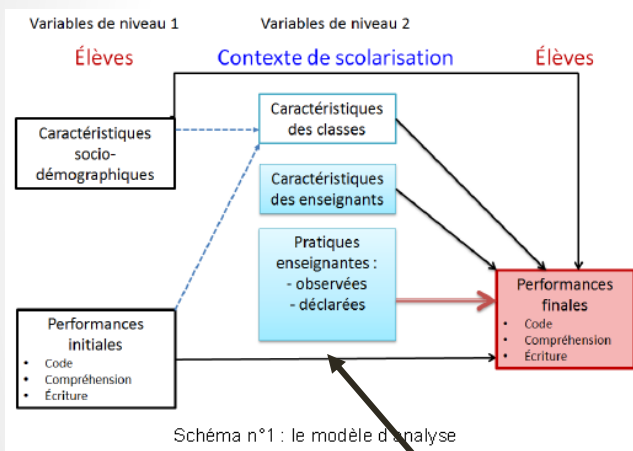 Variables de niveau 1
Variables de niveau 2
Élèves
Contexte de scolarisation
Élèves
Caractéristiques
socio-
démographiques
Caractéristiques
des classes
Caractéristiques
des enseignants
Pratiques
enseignantes :
- observées
- déclarées
Performances
initiales
• Code
• Compréhension
• Écriture
Performances
finales
• Code
• Compréhension
• Écriture
Schéma n°1 : le modèle d'analyse